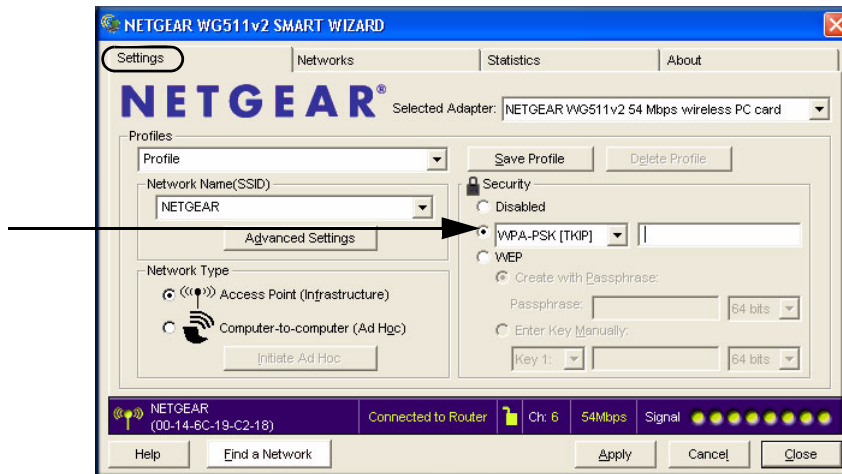 NETGEAR WG511v2 SMART WIZARD
Settings
Networks
Statistics
About
NETGEAR®
Selected Adapter: NETGEAR WG511v2 54 Mbps wireless PC card
Profiles
Profile
Save Profile
Delete Profile
Network Name(SSID)
NETGEAR
Advanced Settings
Security
Disabled
WPA-PSK [TKIP]
WEP
Create with Passphrase:
Passphrase: 64 bits
Enter Key Manually:
Key 1: 64 bits
Network Type
Access Point (Infrastructure)
Computer-to-computer (Ad Hoc)
Initiate Ad Hoc
NETGEAR
(00-14-6C-19-C2-18)
Connected to Router
Ch: 6
54Mbps
Signal
Help
Find a Network
Apply
Cancel
Close